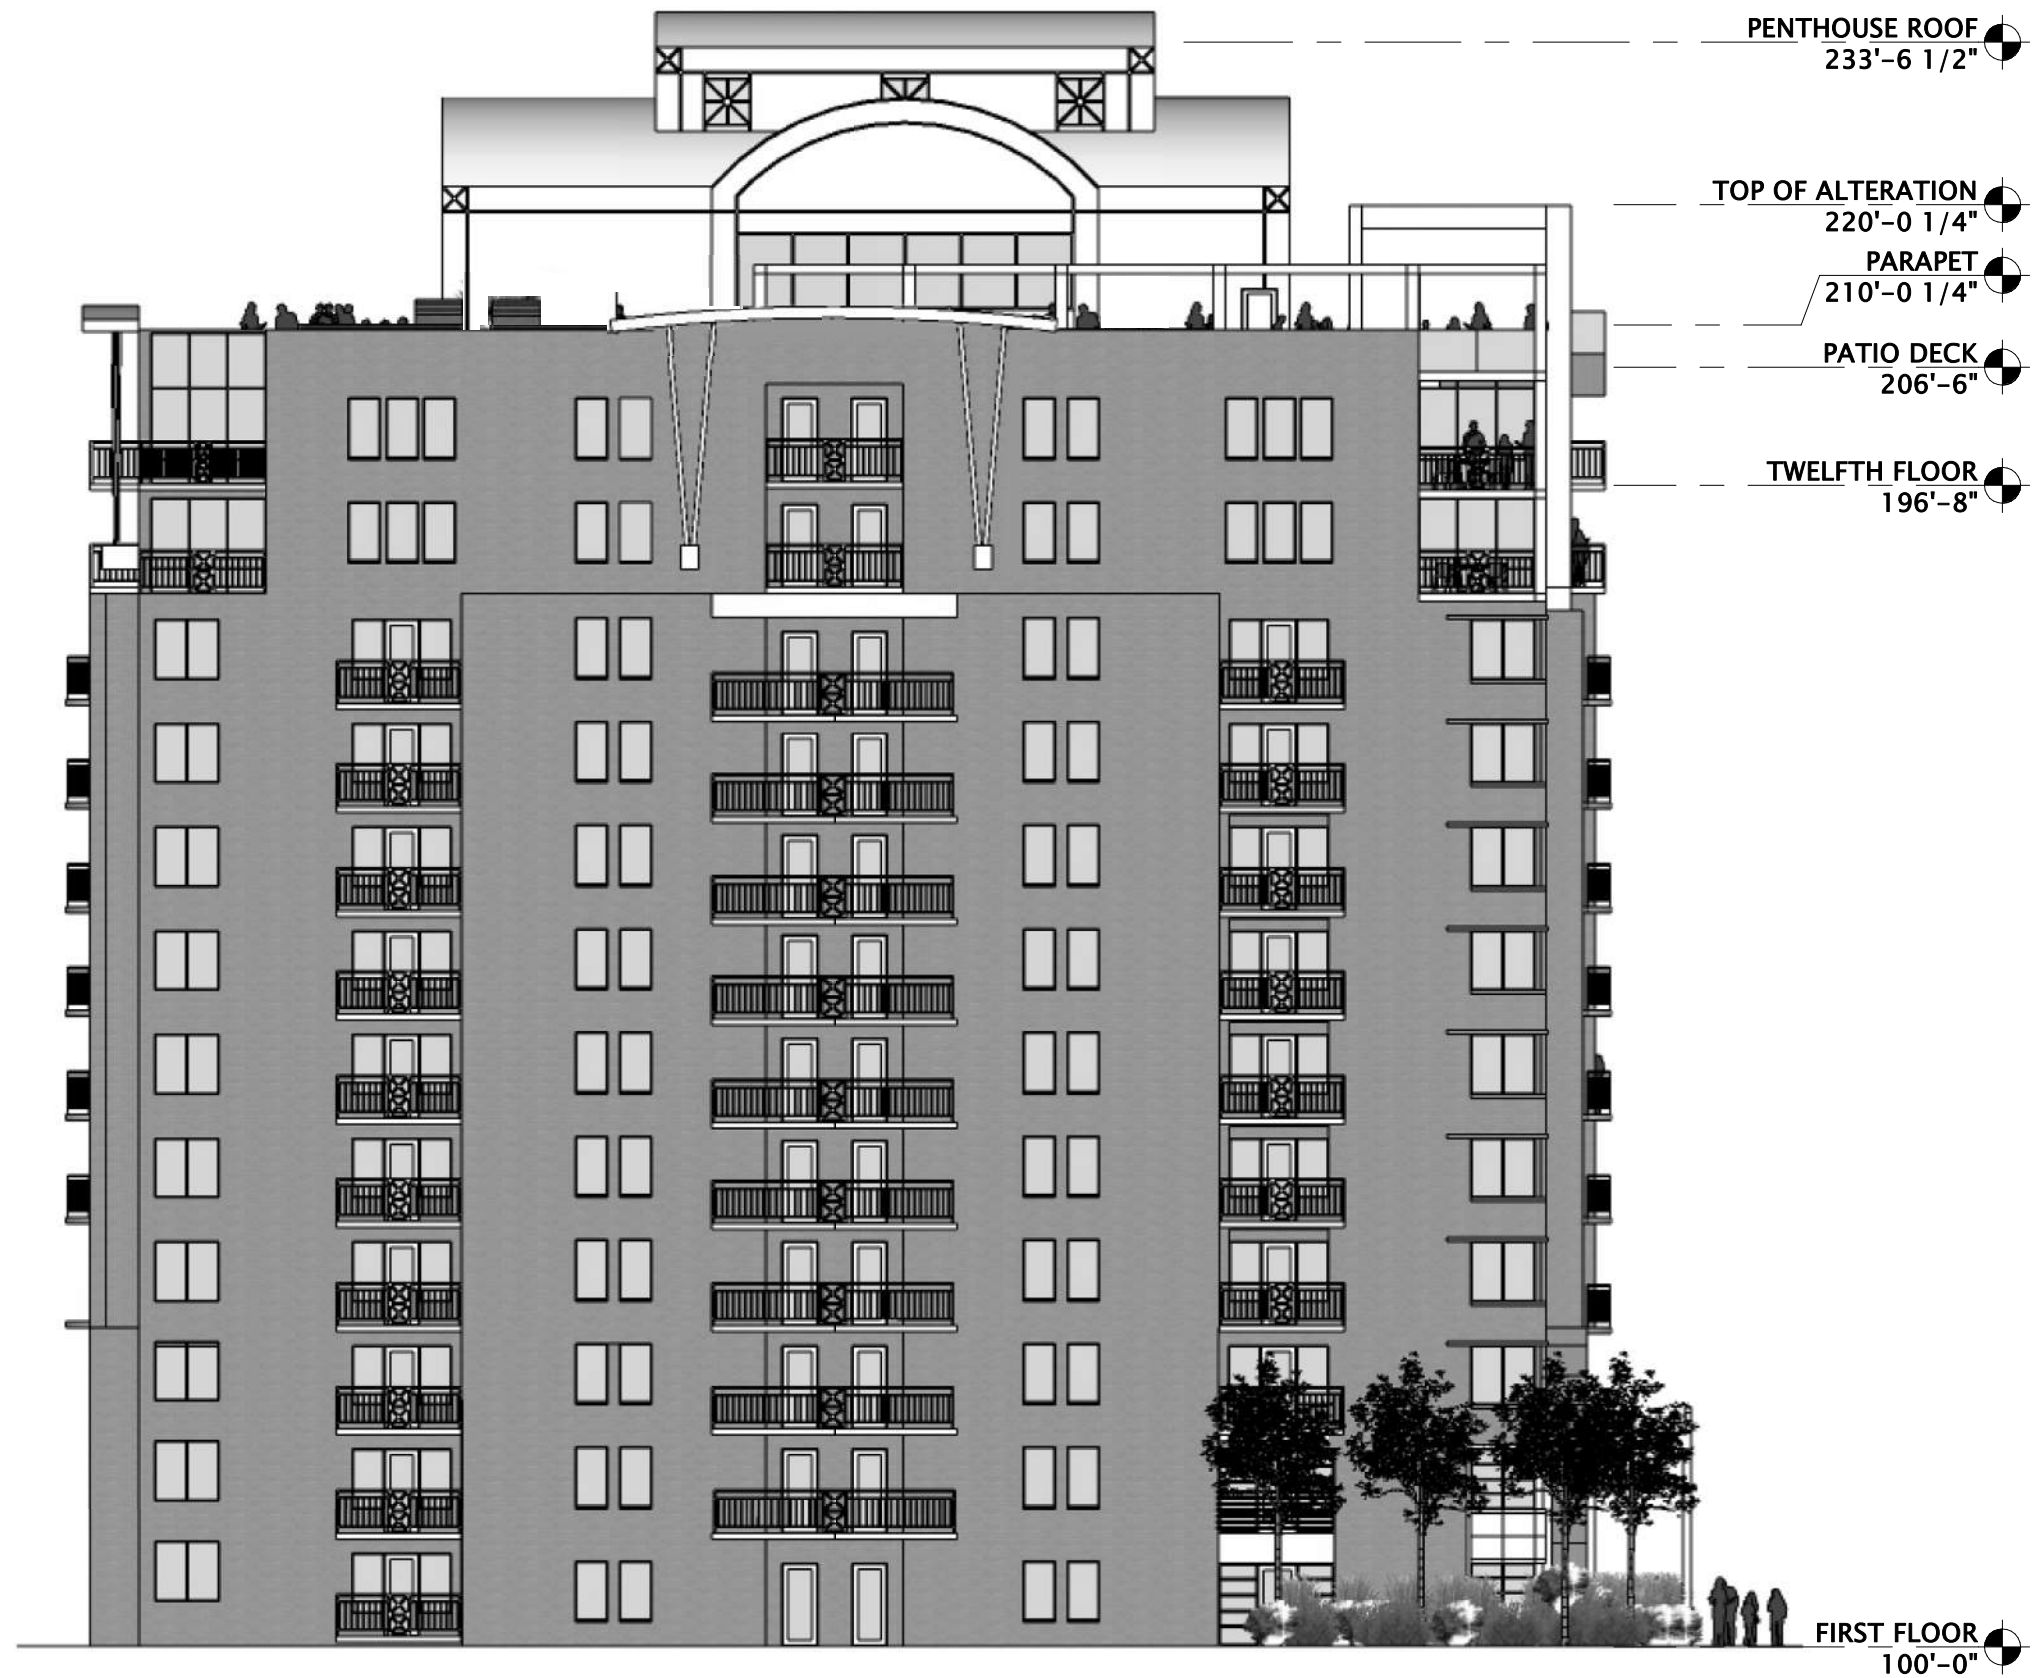 PENTHOUSE ROOF
233'-6 1/2"
TOP OF ALTERATION
220'-0 1/4"
PARAPET
210'-0 1/4"
PATIO DECK
206'-6"
TWELFTH FLOOR
196'-8"
FIRST FLOOR
100'-0"